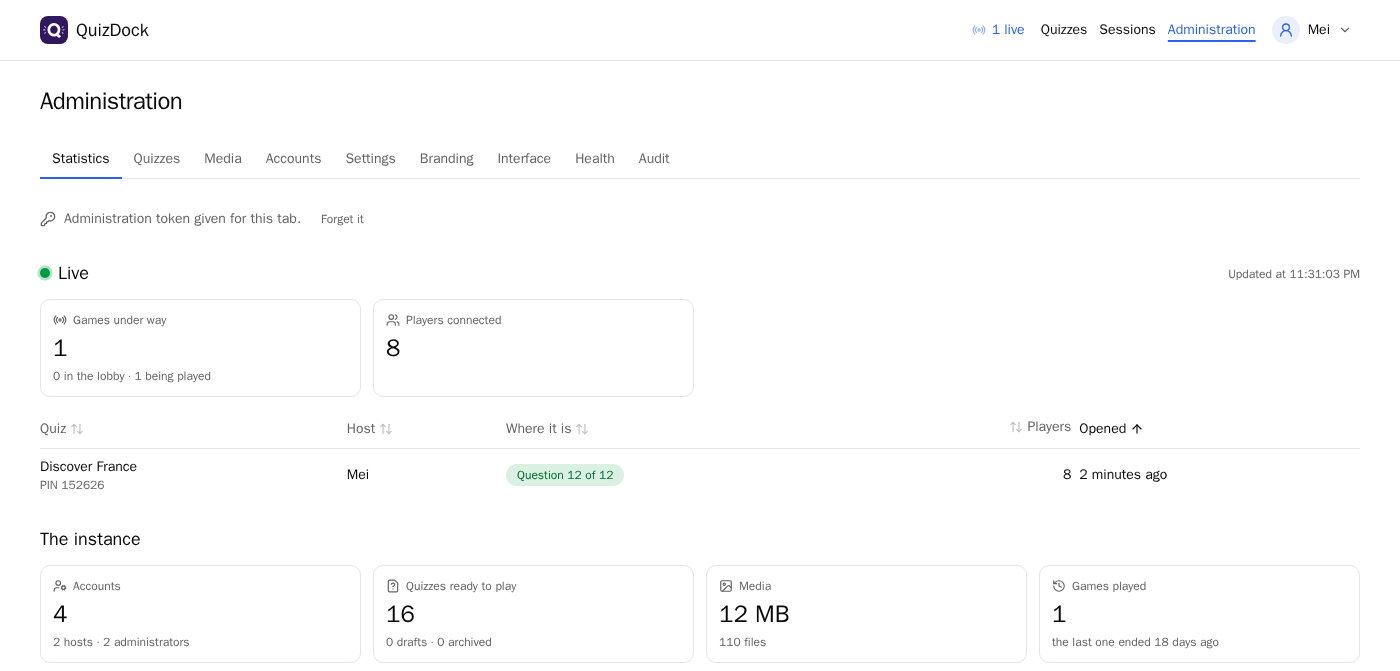 QuizDock
1 live Quizzes Sessions Administration Mei
Administration
Statistics Quizzes Media Accounts Settings Branding Interface Health Audit
Administration token given for this tab. Forget it
Live Updated at 11:31:03 PM
Games under way
1
0 in the lobby · 1 being played
Players connected
8
Quiz Host Where it is Players Opened
Discover France
PIN 152626
Mei Question 12 of 12 8 2 minutes ago
The instance
Accounts
4
2 hosts · 2 administrators
Quizzes ready to play
16
0 drafts · 0 archived
Media
12 MB
110 files
Games played
1
the last one ended 18 days ago